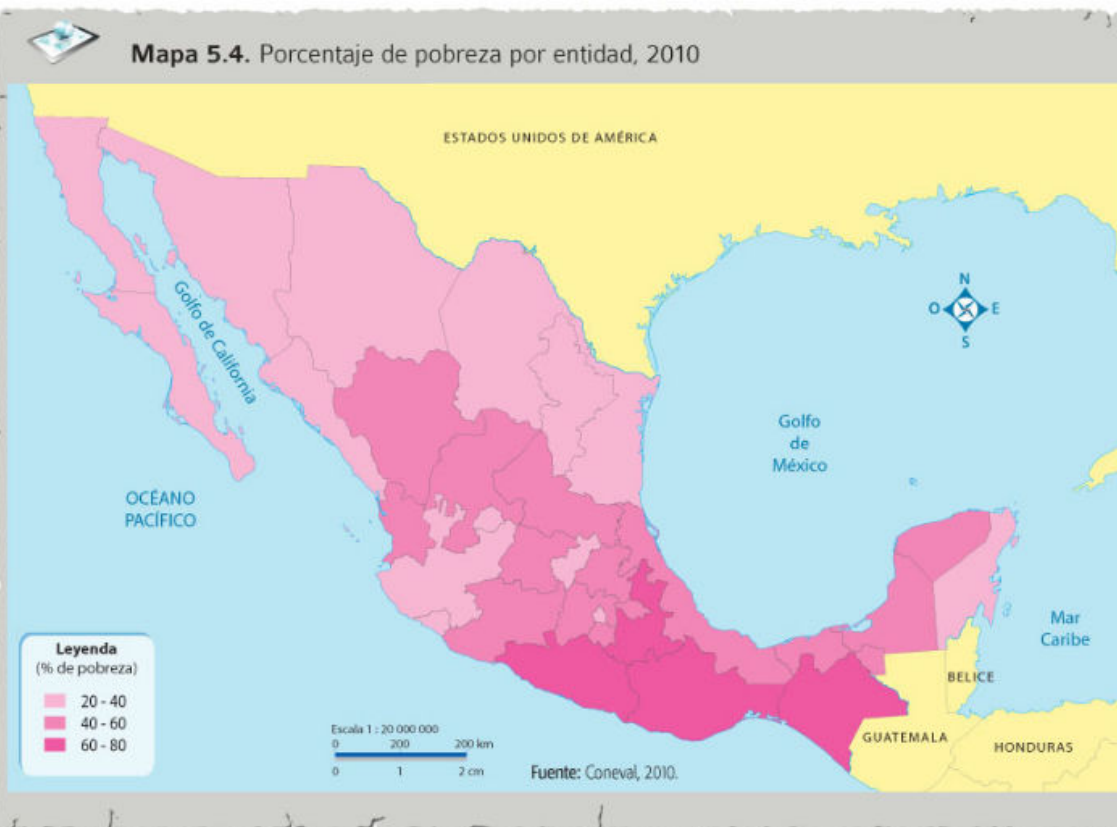 Mapa 5.4. Porcentaje de pobreza por entidad, 2010
ESTADOS UNIDOS DE AMÉRICA
N
O
E
S
Golfo de California
Golfo
de
México
OCÉANO
PACÍFICO
Mar
Caribe
BELICE
GUATEMALA
HONDURAS
Leyenda
(% de pobreza)
20 - 40
40 - 60
60 - 80
Escala 1 : 20 000 000
0 200 200 km
0 1 2 cm
Fuente: Coneval, 2010.